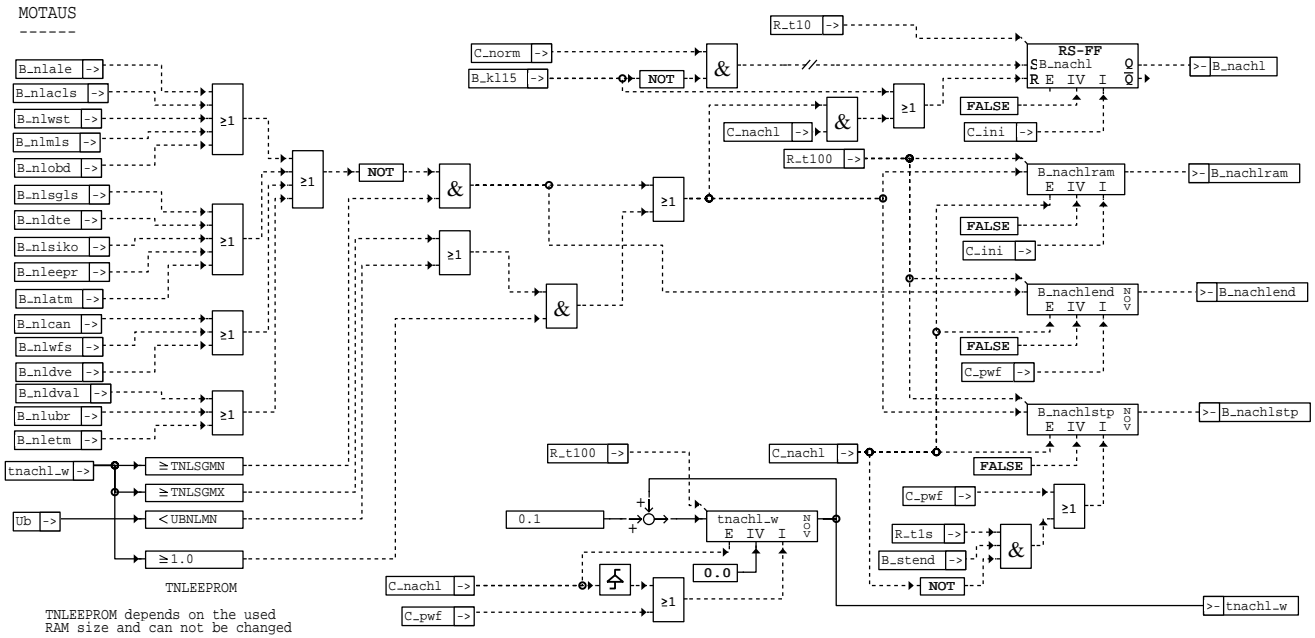 MOTAUS
------
B_nlale ->
B_nlacls ->
B_nlwst ->
B_nlmls ->
B_nlobd ->
B_nlsgls ->
B_nldte ->
B_nlsiko ->
B_nleepr ->
B_nlatm ->
B_nlcan ->
B_nlwfs ->
B_nldve ->
B_nldval ->
B_nlubr ->
B_nletm ->
tnachl_w ->
Ub ->
≥1
≥1
≥1
≥1
≥1
NOT
&
≥1
&
≥1
≥TNLSGMN
≥TNLSGMX
<UBNLMN
≥1.0
TNLEEPROM
TNLEEPROM depends on the used
RAM size and can not be changed
R_t10 ->
C_norm ->
B_kl15 ->
NOT
&
//
C_nachl ->
&
≥1
R_t100 ->
RS-FF
S B_nachl Q
R E IV I Q
FALSE
C_ini ->
>- B_nachl
B_nachlram
E IV I
FALSE
C_ini ->
>- B_nachlram
B_nachlend NOV
E IV I
FALSE
C_pwf ->
>- B_nachlend
B_nachlstp NOV
E IV I
FALSE
>- B_nachlstp
C_nachl ->
C_pwf ->
≥1
R_t1s ->
B_stend ->
&
NOT
R_t100 ->
0.1
+
+
tnachl_w NOV
E IV I
0.0
C_nachl ->
C_pwf ->
≥1
>- tnachl_w